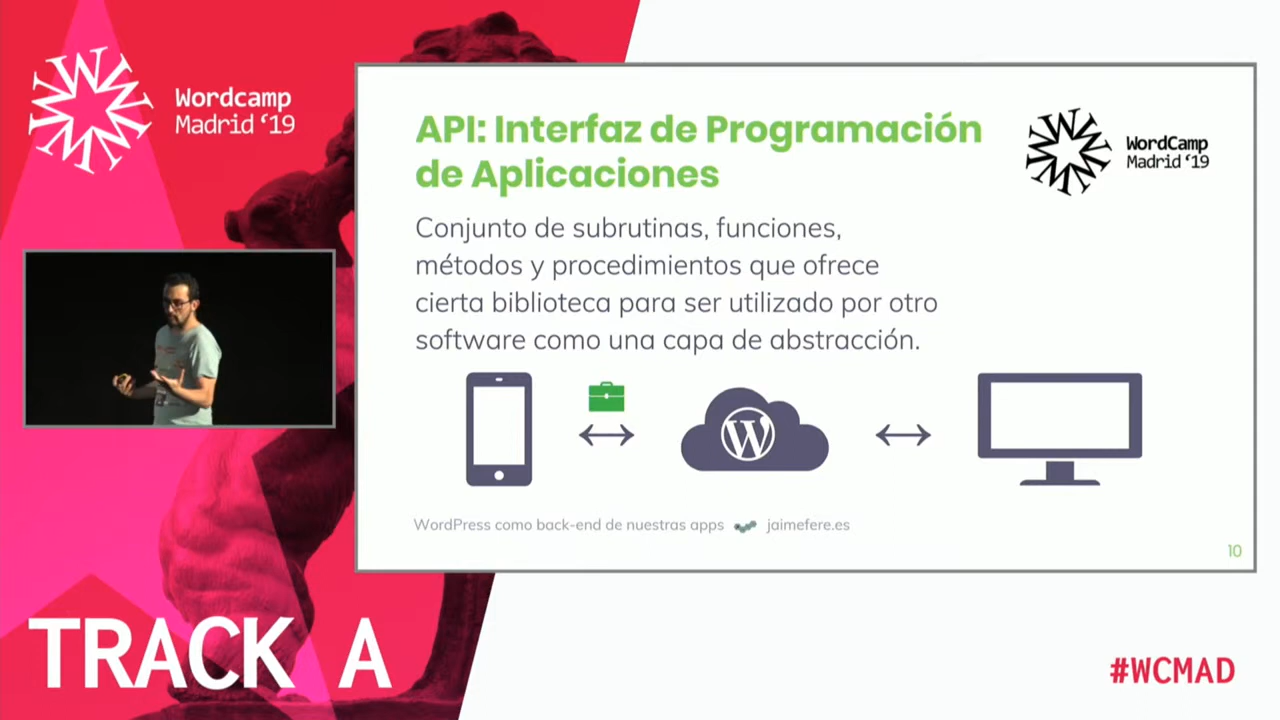 Wordcamp
Madrid ‘19
API: Interfaz de Programación
de Aplicaciones
WordCamp
Madrid ‘19
Conjunto de subrutinas, funciones,
métodos y procedimientos que ofrece
cierta biblioteca para ser utilizado por otro
software como una capa de abstracción.
WordPress como back-end de nuestras apps jaimefere.es
10
TRACK A
#WCMAD